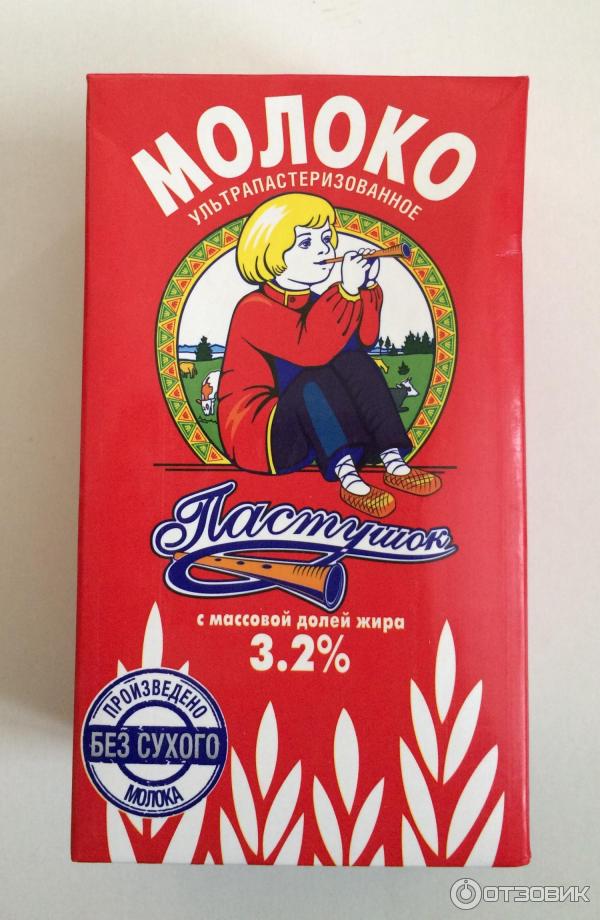 МОЛОКО
УЛЬТРАПАСТЕРИЗОВАННОЕ
Пастушок
с массовой долей жира
3.2%
ПРОИЗВЕДЕНО
БЕЗ СУХОГО
МОЛОКА
ОТЗОВИК